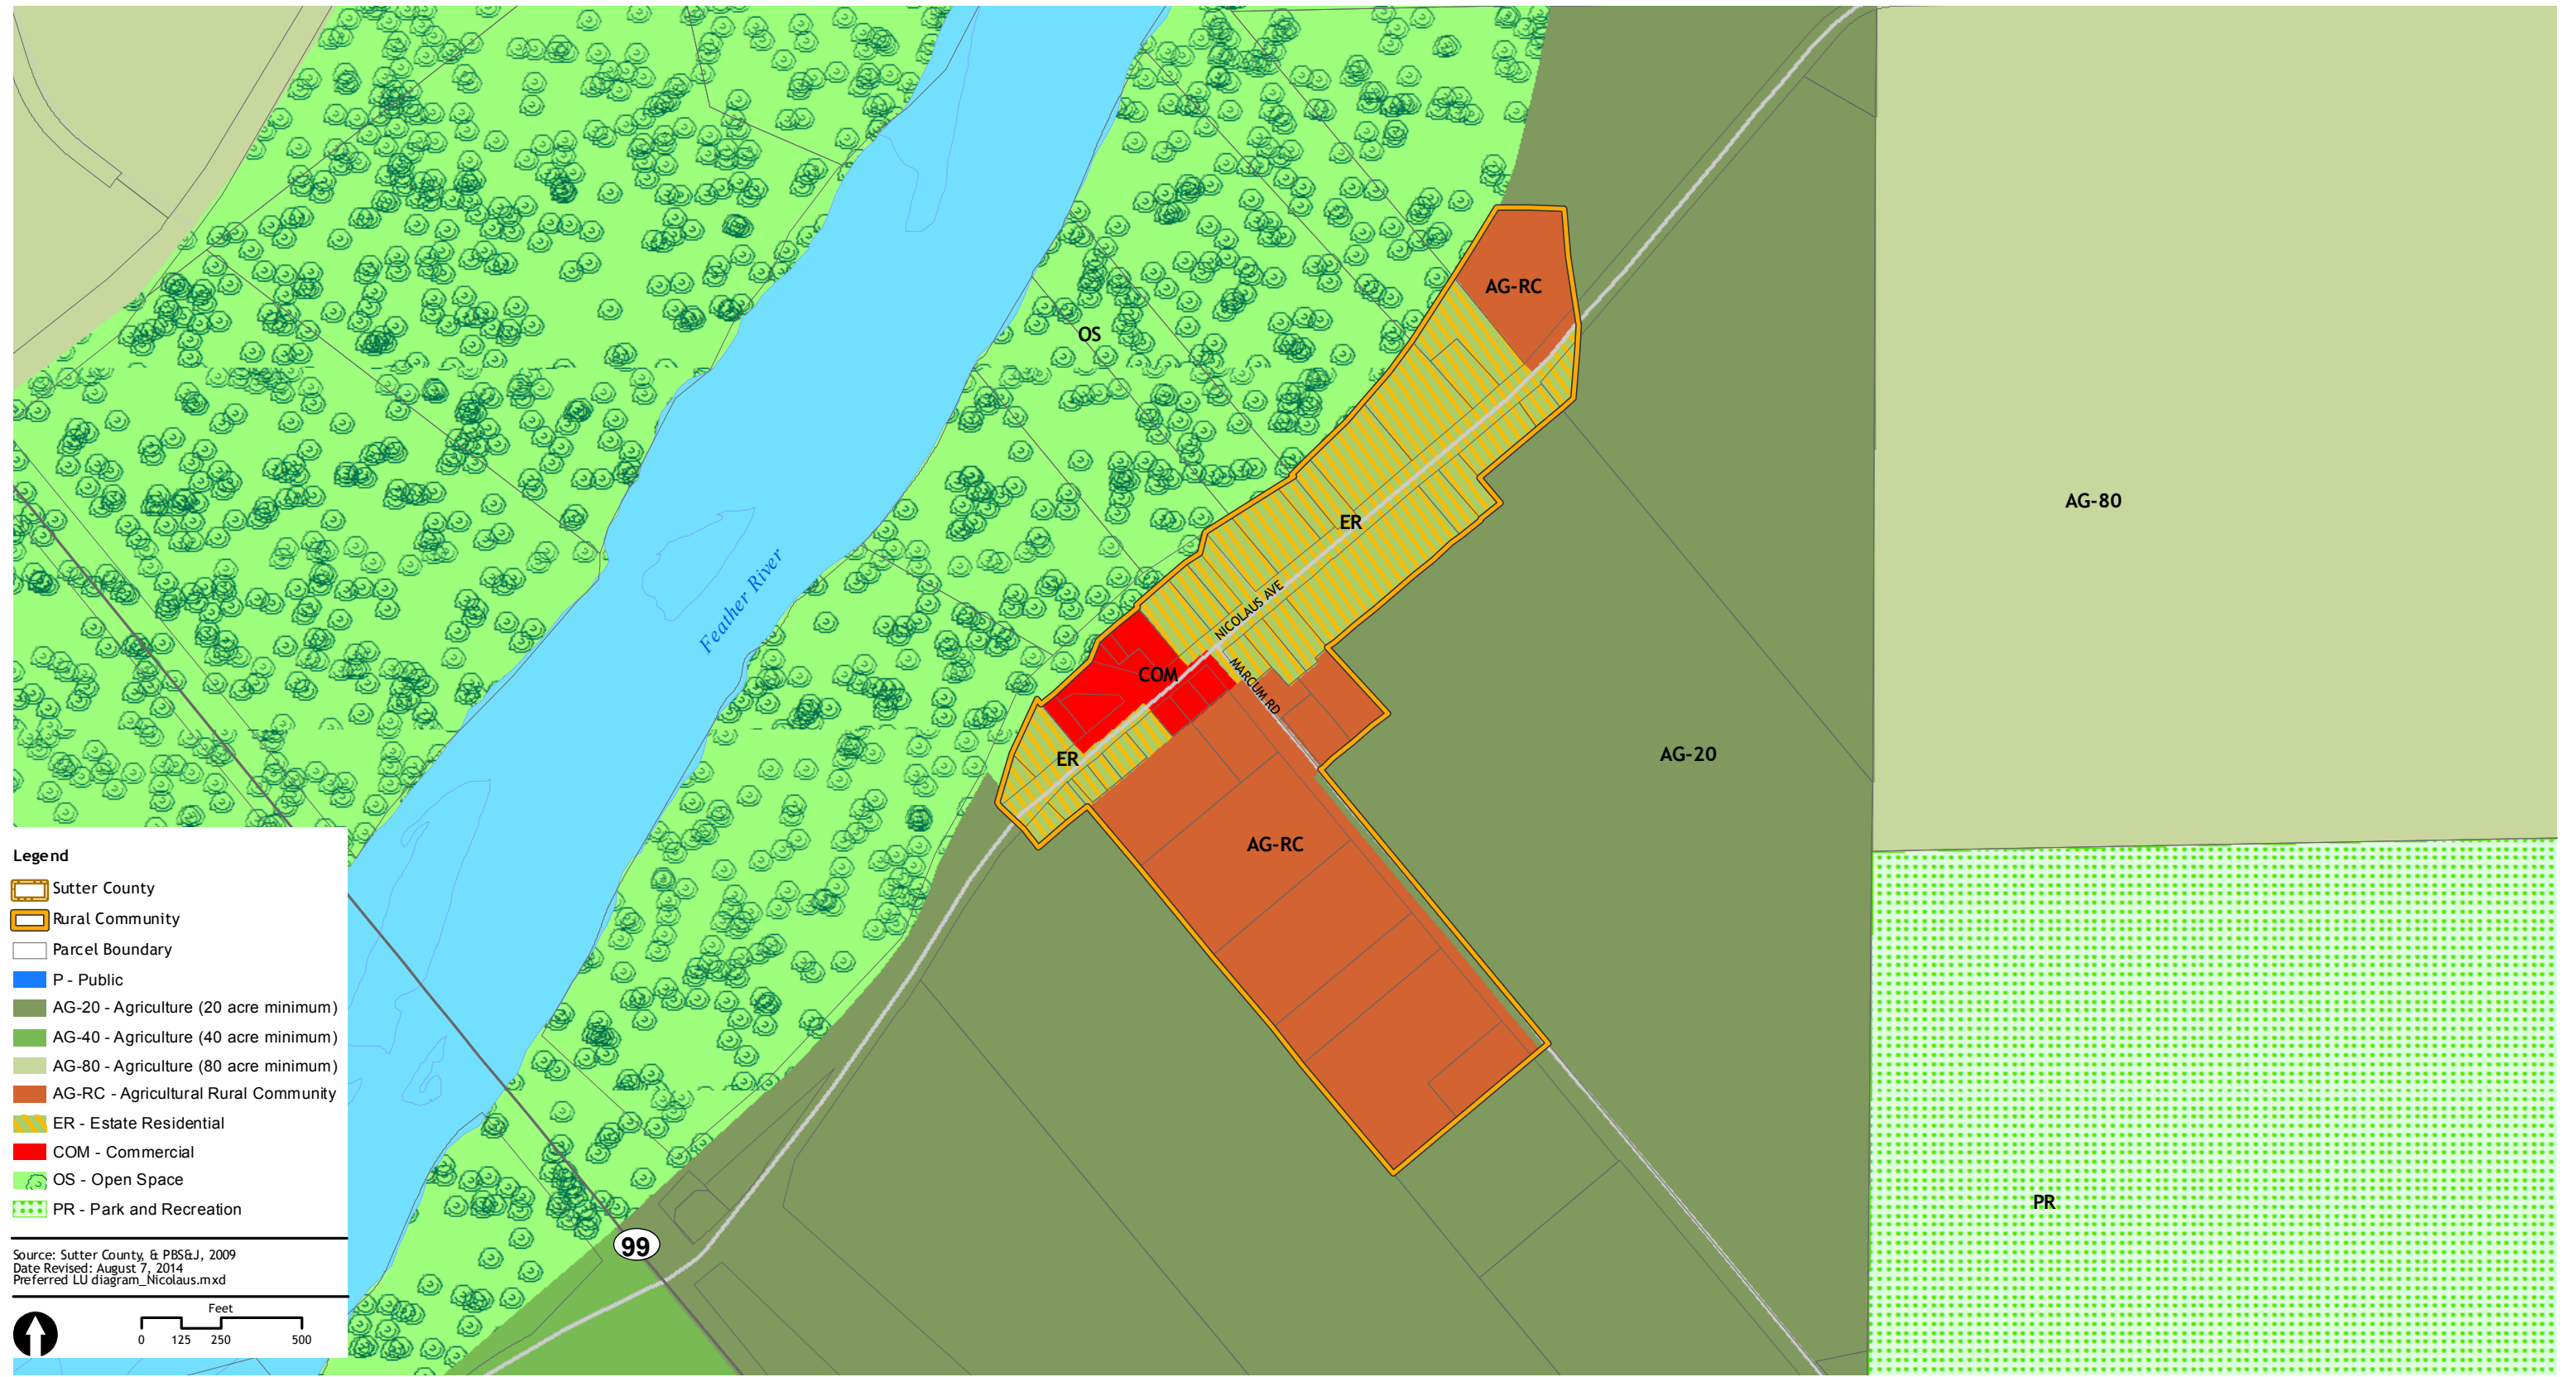 AG-RC
OS
ER
AG-80
Feather River
NICOLAUS AVE
COM
MARCUM RD
ER
AG-20
AG-RC
PR
99
Legend
Sutter County
Rural Community
Parcel Boundary
P - Public
AG-20 - Agriculture (20 acre minimum)
AG-40 - Agriculture (40 acre minimum)
AG-80 - Agriculture (80 acre minimum)
AG-RC - Agricultural Rural Community
ER - Estate Residential
COM - Commercial
OS - Open Space
PR - Park and Recreation
Source: Sutter County, & PBS&J, 2009
Date Revised: August 7, 2014
Preferred LU diagram_Nicolaus.mxd
Feet
0 125 250 500